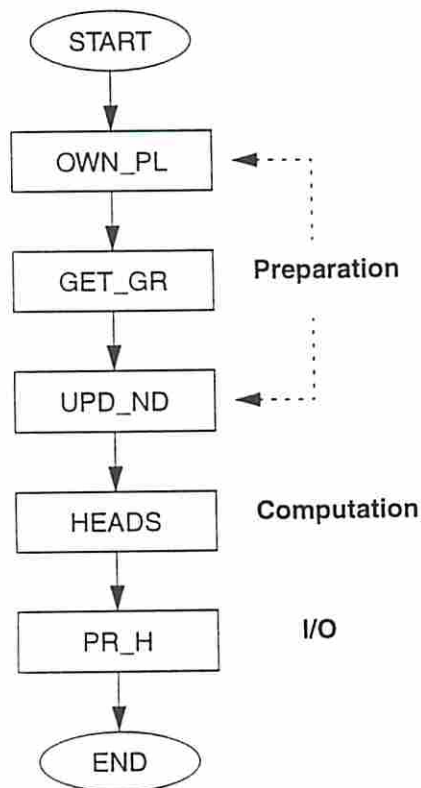 START
OWN_PL
GET_GR
Preparation
UPD_ND
HEADS
Computation
PR_H
I/O
END